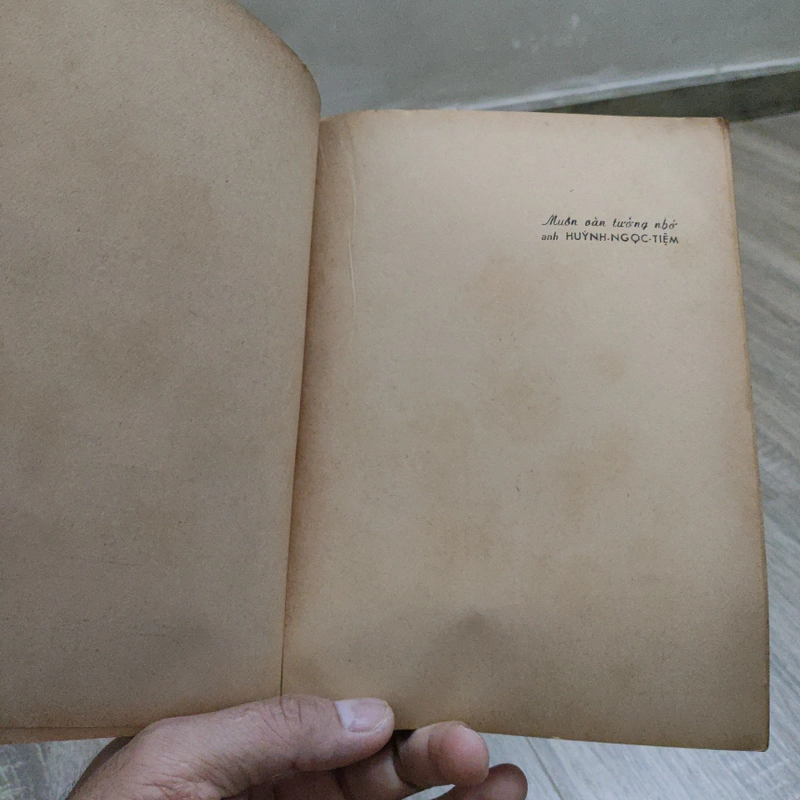 Muôn vàn tưởng nhớ
anh HUỲNH-NGỌC-TIỆM